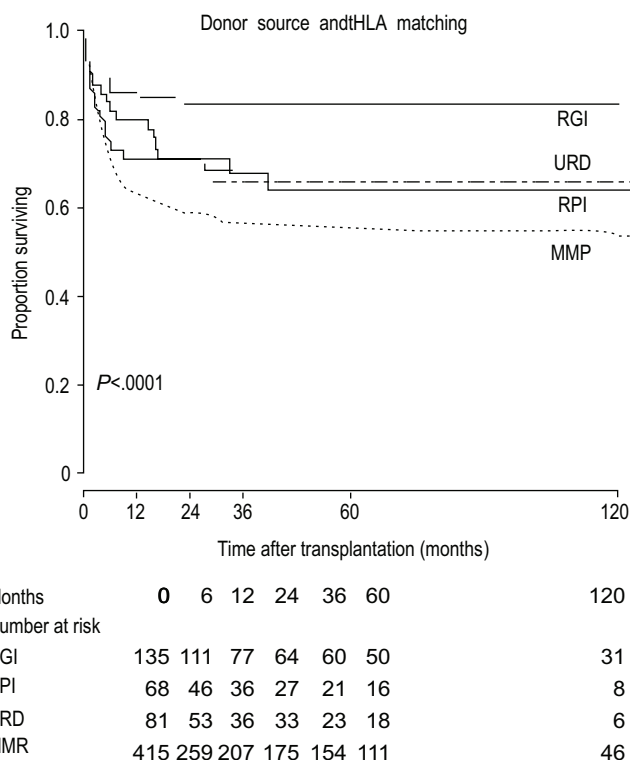 Donor source andtHLA matching
1.0
0.8
0.6
0.4
0.2
0
Proportion surviving
RGI
URD
RPI
MMP
P<.0001
0 12 24 36 60 120
Time after transplantation (months)
onths 0 6 12 24 36 60 120
umber at risk
GI 135 111 77 64 60 50 31
PI 68 46 36 27 21 16 8
RD 81 53 36 33 23 18 6
MR 415 259 207 175 154 111 46